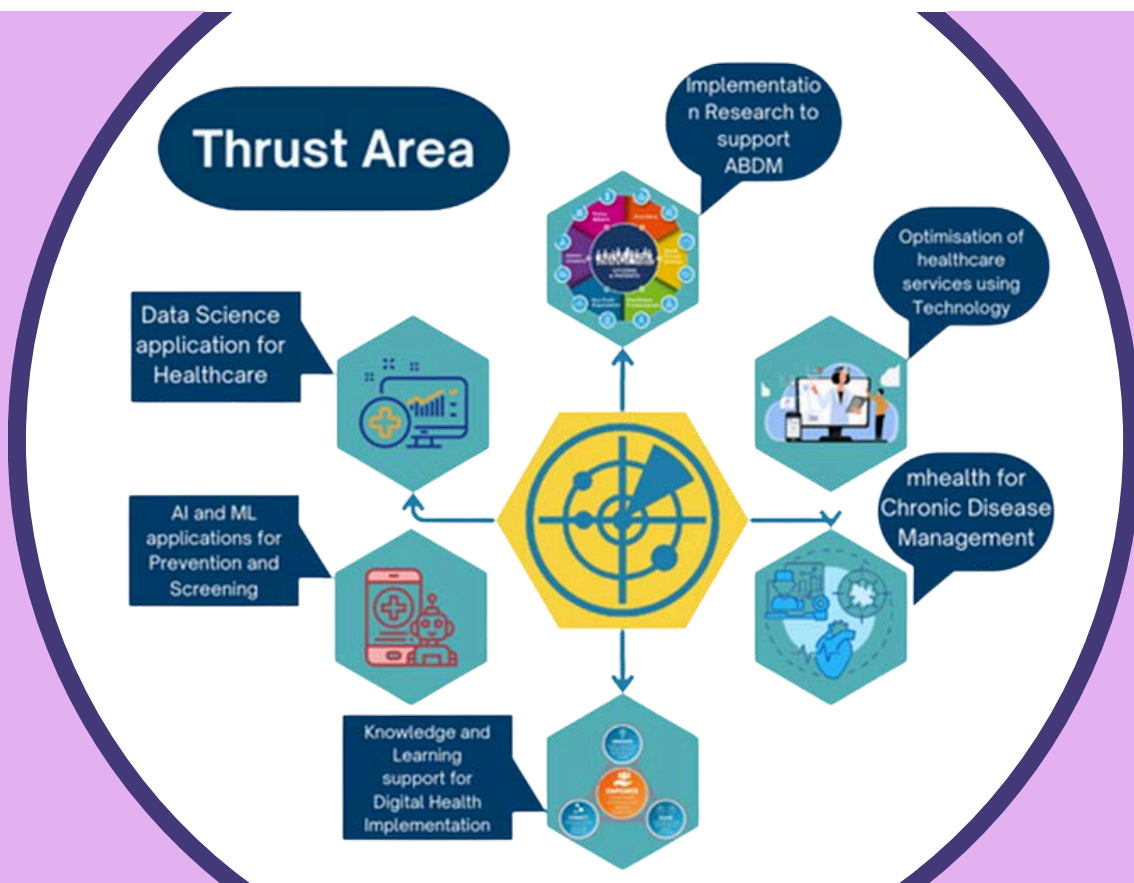 Thrust Area
Implementatio
n Research to
support
ABDM
Optimisation of
healthcare
services using
Technology
mhealth for
Chronic Disease
Management
Data Science
application for
Healthcare
AI and ML
applications for
Prevention and
Screening
Knowledge and
Learning
support for
Digital Health
Implementation